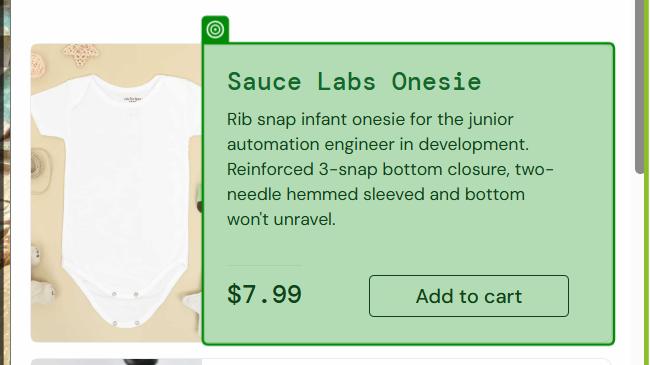 Sauce Labs Onesie
Rib snap infant onesie for the junior
automation engineer in development.
Reinforced 3-snap bottom closure, two-
needle hemmed sleeved and bottom
won't unravel.
$7.99
Add to cart